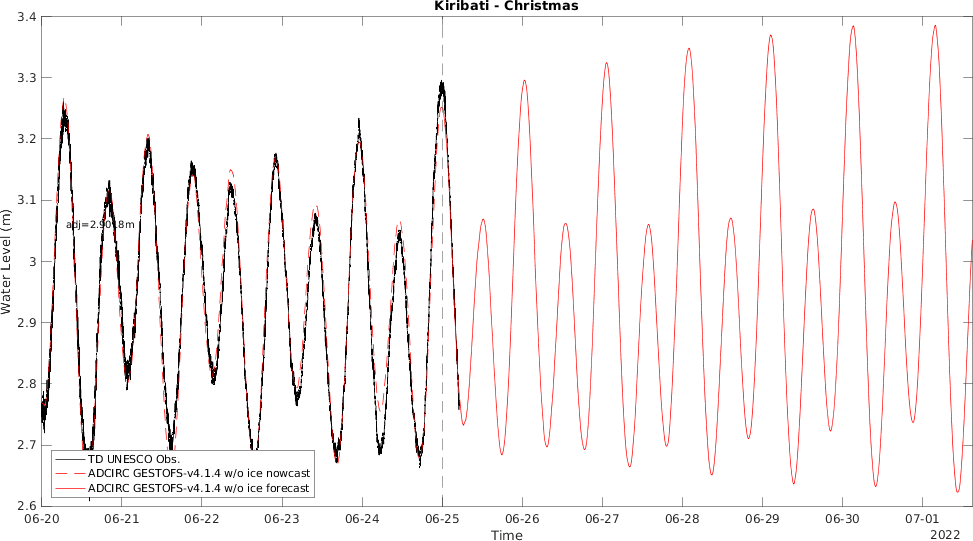 Kiribati - Christmas
3.4
3.3
3.2
3.1
3
2.9
2.8
2.7
2.6
Water Level (m)
adj=2.9018m
TD UNESCO Obs.
ADCIRC GESTOFS-v4.1.4 w/o ice nowcast
ADCIRC GESTOFS-v4.1.4 w/o ice forecast
06-20 06-21 06-22 06-23 06-24 06-25 06-26 06-27 06-28 06-29 06-30 07-01
2022
Time